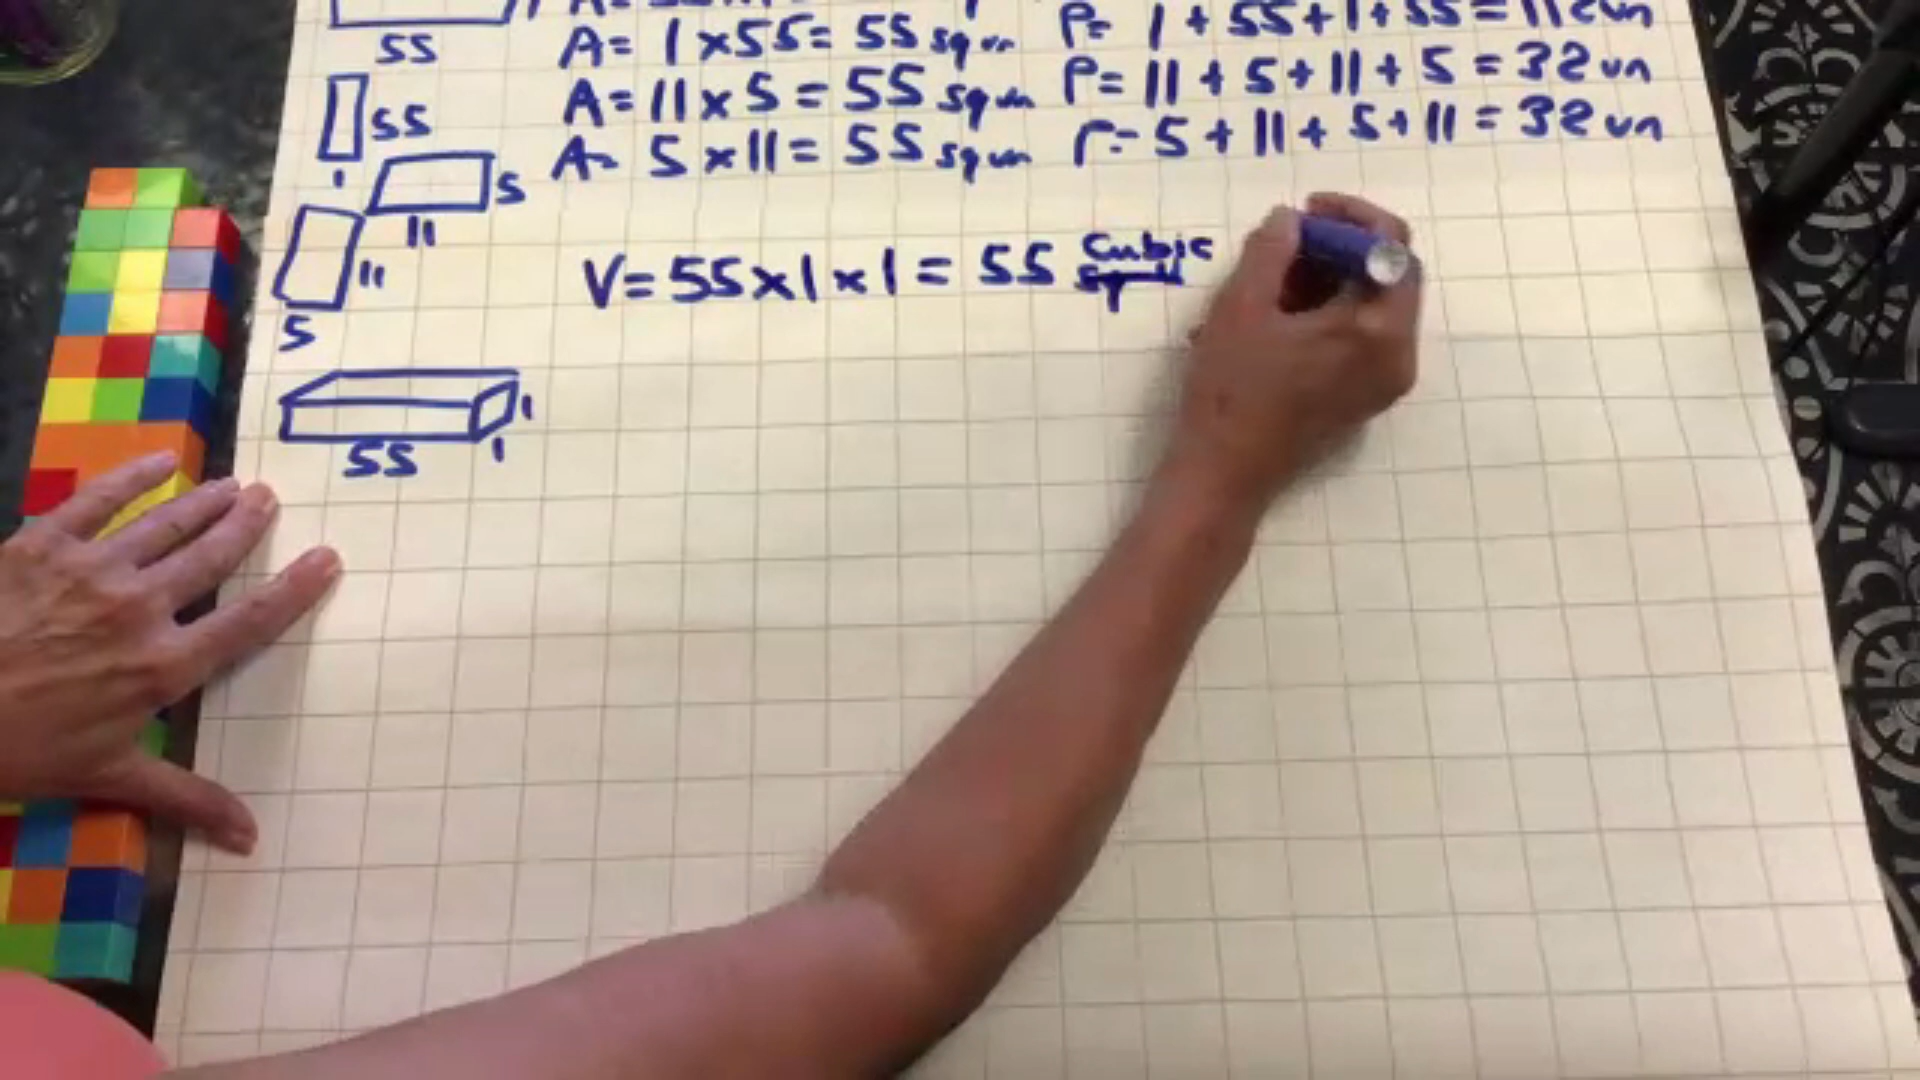 55
A= 1 x 55 = 55 sq un P= 1 + 55 + 1 + 55 = 112 un
55
A= 11 x 5 = 55 sq un P= 11 + 5 + 11 + 5 = 32 un
1
A= 5 x 11 = 55 sq un P= 5 + 11 + 5 + 11 = 32 un
5
11
11
5
V= 55 x 1 x 1 = 55 sq cubic
1
55 1